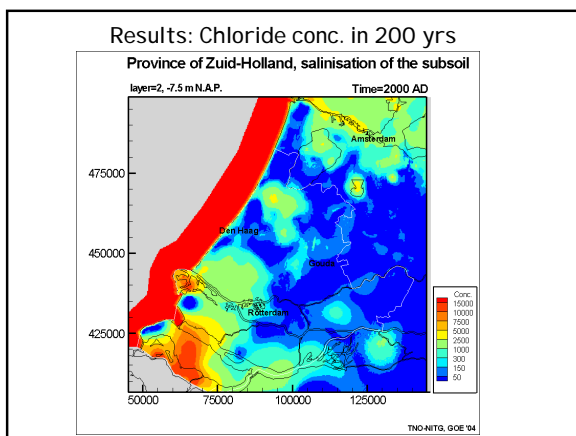 Results: Chloride conc. in 200 yrs
Province of Zuid-Holland, salinisation of the subsoil
layer=2, -7.5 m N.A.P. Time=2000 AD
Amsterdam
475000
Den Haag
450000
Gouda
Rotterdam
425000
Conc.
15000
10000
7500
5000
2500
1000
300
150
50
50000 75000 100000 125000
TNO-NITG, GOE '04